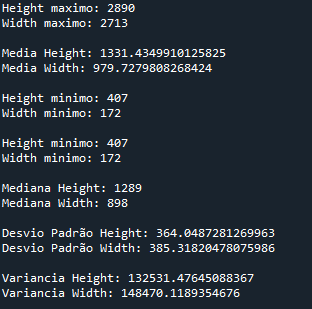 Height maximo: 2890
Width maximo: 2713
Media Height: 1331.4349910125825
Media Width: 979.7279808268424
Height minimo: 407
Width minimo: 172
Height minimo: 407
Width minimo: 172
Mediana Height: 1289
Mediana Width: 898
Desvio Padrão Height: 364.0487281269963
Desvio Padrão Width: 385.31820478075986
Variancia Height: 132531.47645088367
Variancia Width: 148470.1189354676